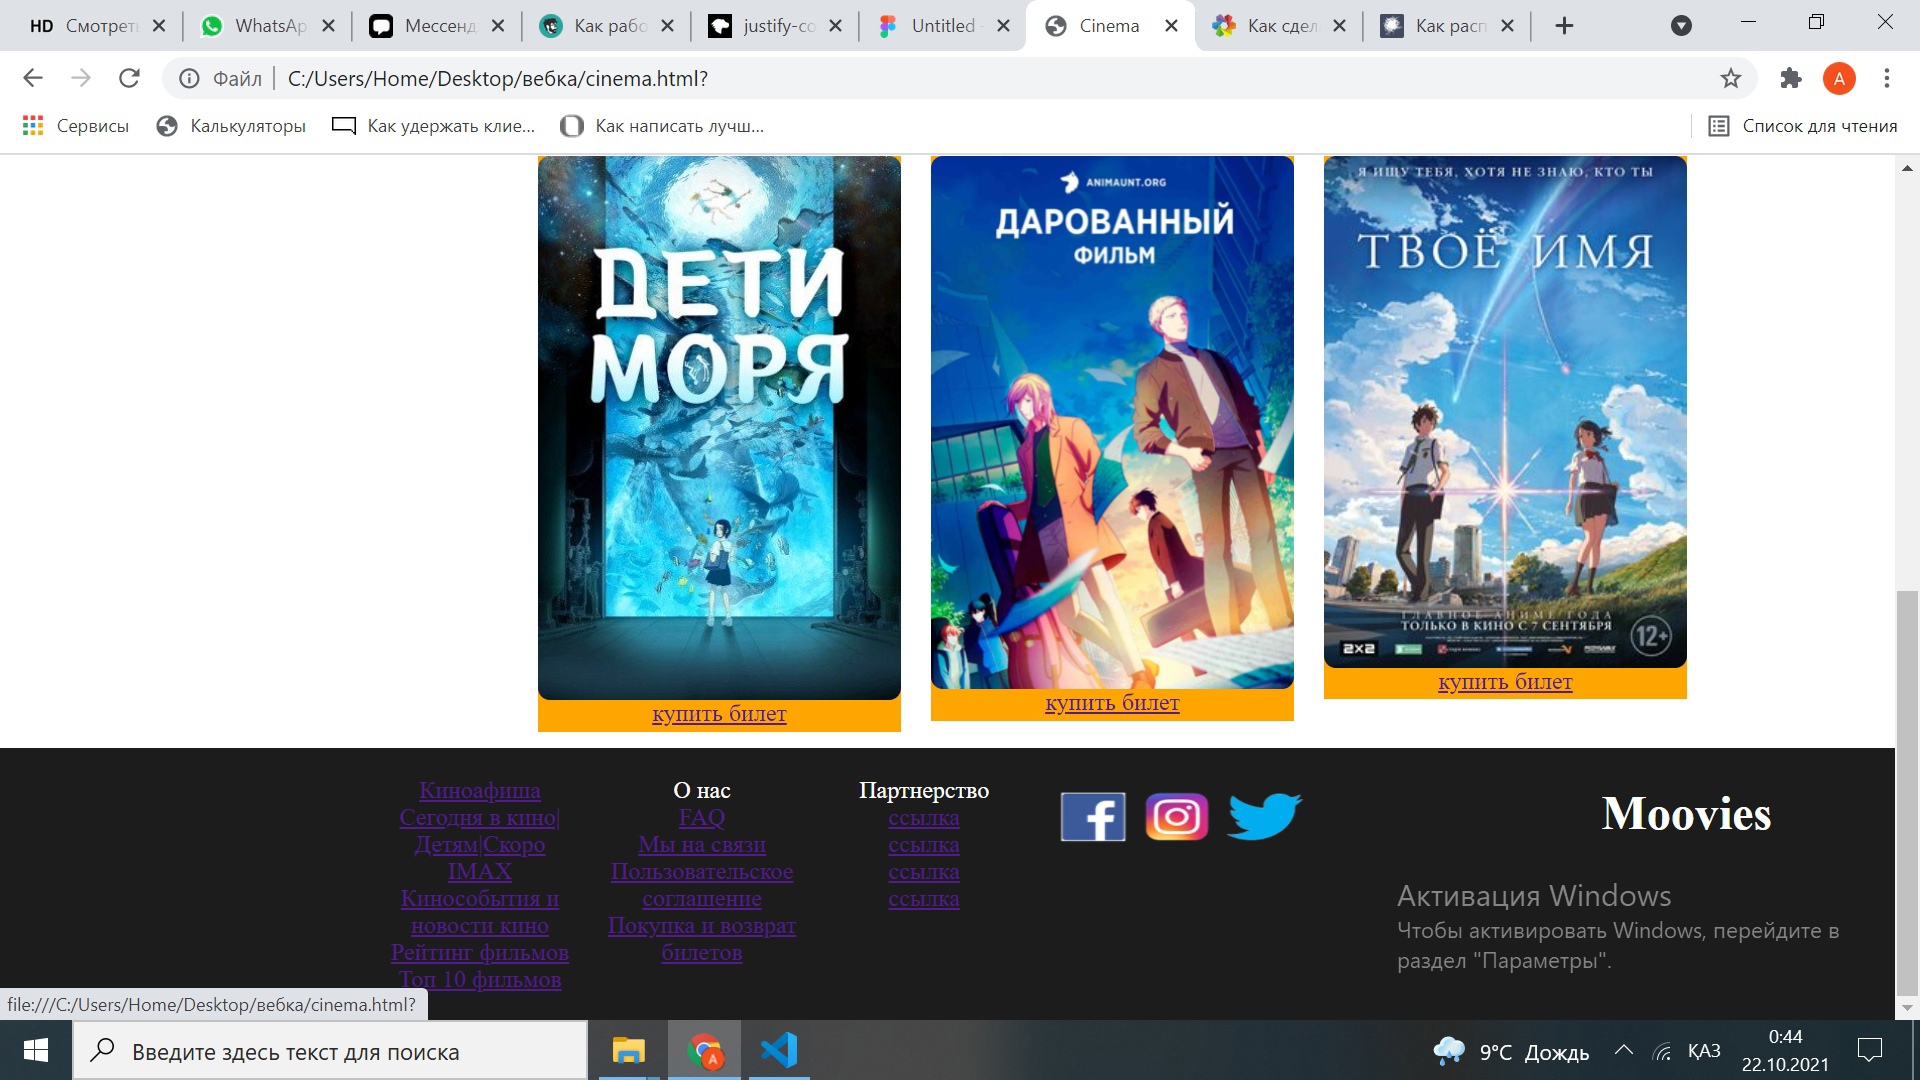 HD Смотреть
WhatsAp
Мессенд
Как рабо
justify-co
Untitled -
Cinema
Как сдел
Как расп
Файл C:/Users/Home/Desktop/вебка/cinema.html?
A
Сервисы
Калькуляторы
Как удержать клие...
Как написать лучш...
Список для чтения
ДЕТИ
МОРЯ
купить билет
ANIMAUNT.ORG
ДАРОВАННЫЙ
ФИЛЬМ
купить билет
Я ИЩУ ТЕБЯ, ХОТЯ НЕ ЗНАЮ, КТО ТЫ
ТВОЁ ИМЯ
ГЛАВНОЕ АНИМЕ ГОДА
ТОЛЬКО В КИНО С 7 СЕНТЯБРЯ
12+
2x2
купить билет
Киноафиша
Сегодня в кино|
Детям|Скоро
IMAX
Кинособытия и
новости кино
Рейтинг фильмов
Топ 10 фильмов
О нас
FAQ
Мы на связи
Пользовательское
соглашение
Покупка и возврат
билетов
Партнерство
ссылка
ссылка
ссылка
ссылка
Moovies
Активация Windows
Чтобы активировать Windows, перейдите в
раздел "Параметры".
file:///C:/Users/Home/Desktop/вебка/cinema.html?
Введите здесь текст для поиска
A
9°C Дождь
ҚАЗ
0:44
22.10.2021